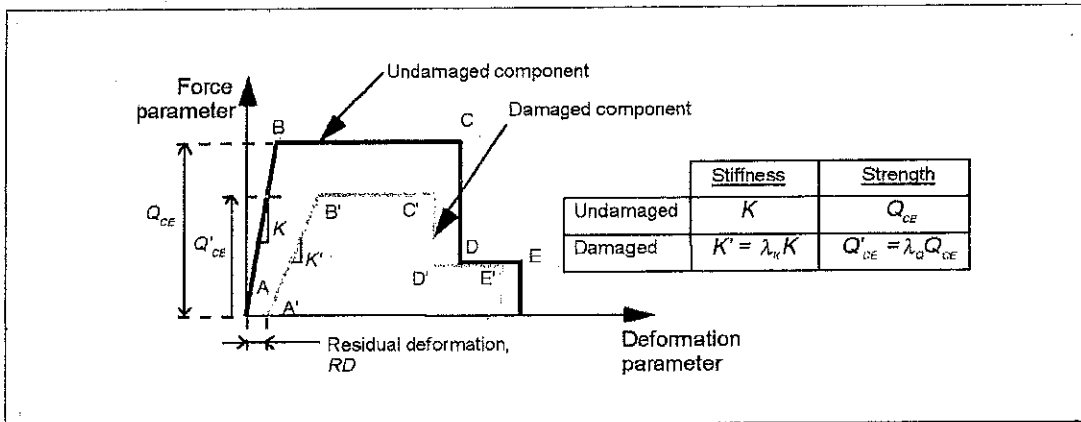 Undamaged component
Force
parameter
Damaged component
B
C
Q_CE
Q'_CE
K
B'
C'
K'
D
E
D'
E'
A
A'
Residual deformation,
RD
Deformation
parameter
Stiffness Strength
Undamaged K Q_CE
Damaged K' = λ_K K Q'_CE = λ_Q Q_CE